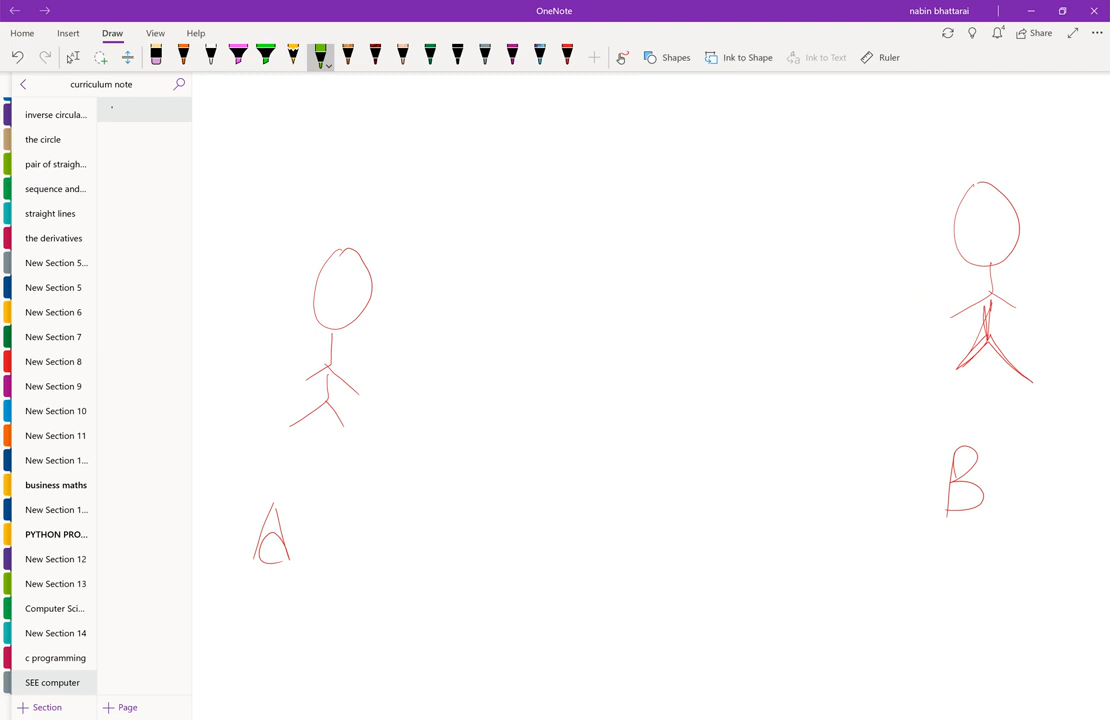 OneNote
nabin bhattarai
Home
Insert
Draw
View
Help
4
Share
Shapes
Ink to Shape
Ink to Text
Ruler
curriculum note
inverse circula...
the circle
pair of straigh...
sequence and...
straight lines
the derivatives
New Section 5...
New Section 5
New Section 6
New Section 7
New Section 8
New Section 9
New Section 10
New Section 11
New Section 1...
business maths
New Section 1...
PYTHON PRO...
New Section 12
New Section 13
Computer Sci...
New Section 14
c programming
SEE computer
Section
Page
A
B